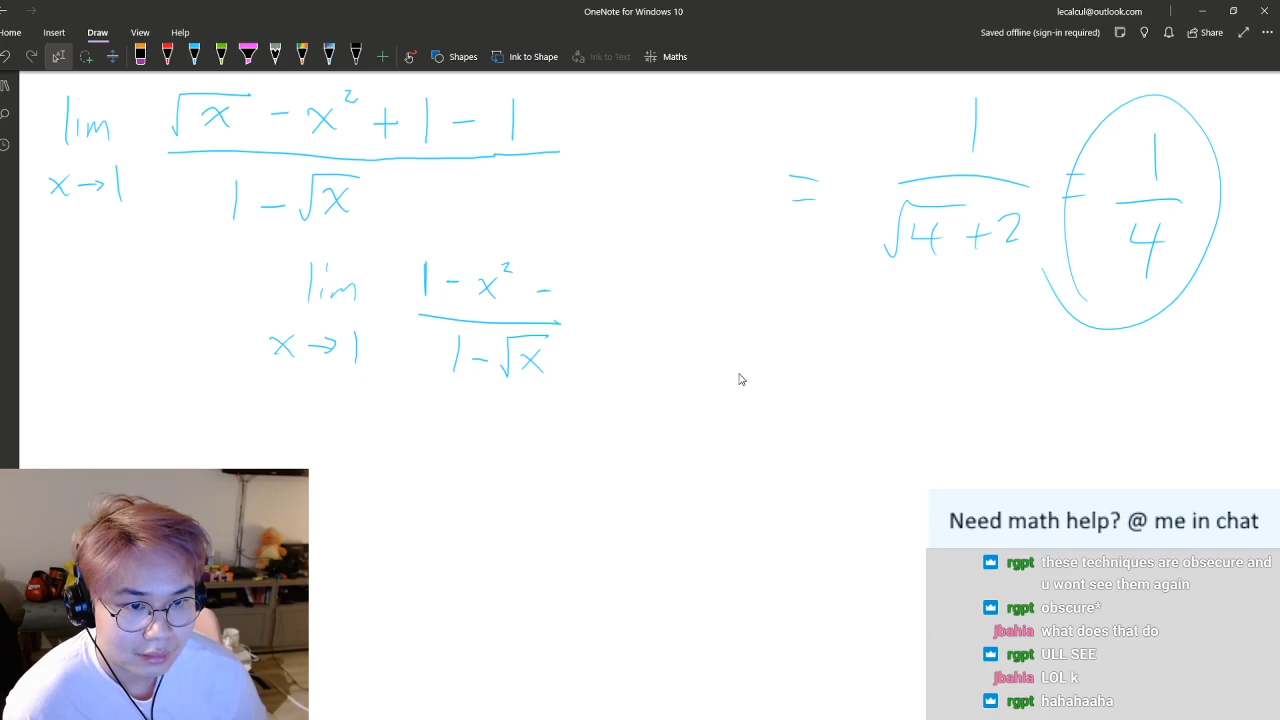 OneNote for Windows 10
lecalcul@outlook.com
Home Insert Draw View Help
Saved offline (sign-in required)
Share
Shapes
Ink to Shape
Ink to Text
Maths
lim x→1 (√x - x² + 1 - 1) / (1 - √x)
= 1 / (√4 + 2) = 1/4
lim x→1 (1 - x² -) / (1 - √x)
Need math help? @ me in chat
rgpt these techniques are obsecure and
u wont see them again
rgpt obscure*
jbahia what does that do
rgpt ULL SEE
jbahia LOL k
rgpt hahahaaha